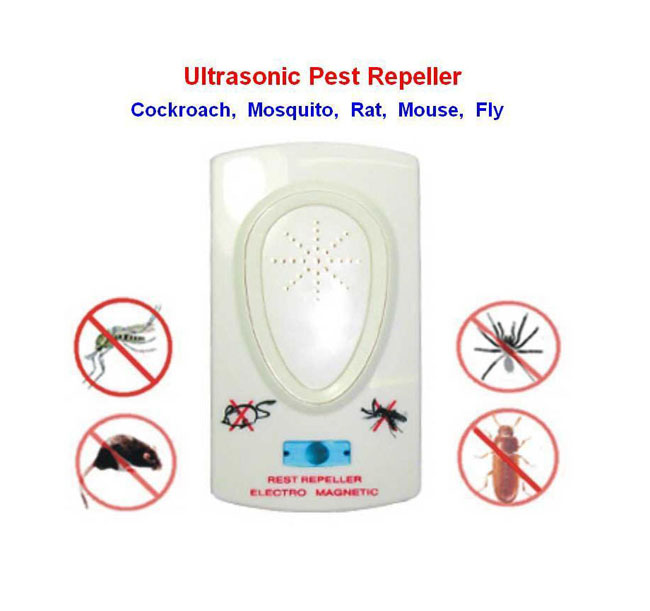 Ultrasonic Pest Repeller
Cockroach, Mosquito, Rat, Mouse, Fly
REST REPELLER
ELECTRO MAGNETIC